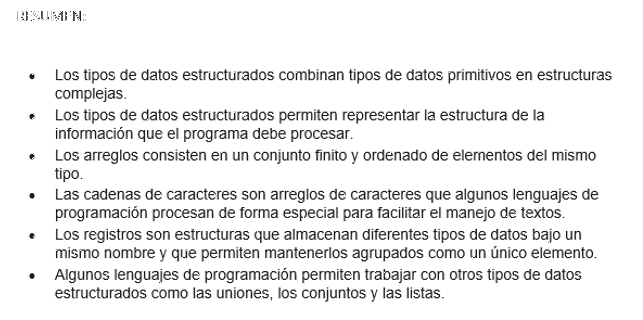 RESUMEN:
• Los tipos de datos estructurados combinan tipos de datos primitivos en estructuras
complejas.
• Los tipos de datos estructurados permiten representar la estructura de la
información que el programa debe procesar.
• Los arreglos consisten en un conjunto finito y ordenado de elementos del mismo
tipo.
• Las cadenas de caracteres son arreglos de caracteres que algunos lenguajes de
programación procesan de forma especial para facilitar el manejo de textos.
• Los registros son estructuras que almacenan diferentes tipos de datos bajo un
mismo nombre y que permiten mantenerlos agrupados como un único elemento.
• Algunos lenguajes de programación permiten trabajar con otros tipos de datos
estructurados como las uniones, los conjuntos y las listas.